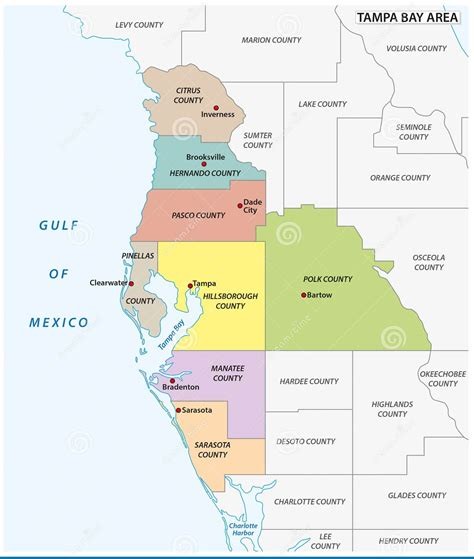 TAMPA BAY AREA
LEVY COUNTY
MARION COUNTY
VOLUSIA COUNTY
CITRUS
COUNTY
Inverness
LAKE COUNTY
SUMTER
COUNTY
SEMINOLE
COUNTY
Brooksville
HERNANDO COUNTY
ORANGE COUNTY
PASCO COUNTY
Dade
City
GULF
OF
MEXICO
PINELLAS
COUNTY
Clearwater
Tampa
HILLSBOROUGH
COUNTY
Tampa Bay
POLK COUNTY
Bartow
OSCEOLA
COUNTY
MANATEE
COUNTY
Bradenton
HARDEE COUNTY
OKEECHOBEE
COUNTY
HIGHLANDS
COUNTY
Sarasota
SARASOTA
COUNTY
DESOTO COUNTY
CHARLOTTE COUNTY
GLADES COUNTY
Charlotte
Harbor
LEE
COUNTY
HENDRY COUNTY